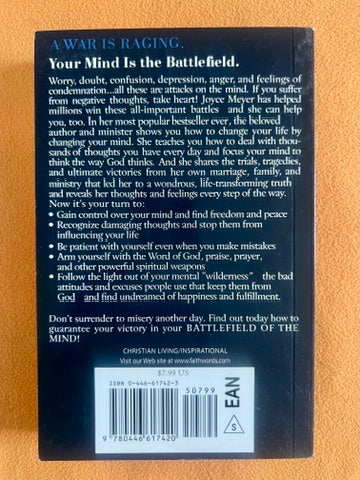 A WAR IS RAGING.
Your Mind Is the Battlefield.
Worry, doubt, confusion, depression, anger, and feelings of
condemnation...all these are attacks on the mind. If you suffer
from negative thoughts, take heart! Joyce Meyer has helped
millions win these all-important battles and she can help
you, too. In her most popular bestseller ever, the beloved
author and minister shows you how to change your life by
changing your mind. She teaches you how to deal with thou-
sands of thoughts you have every day and focus your mind to
think the way God thinks. And she shares the trials, tragedies,
and ultimate victories from her own marriage, family, and
ministry that led her to a wondrous, life-transforming truth
and reveals her thoughts and feelings every step of the way.
Now it's your turn to:
• Gain control over your mind and find freedom and peace
• Recognize damaging thoughts and stop them from
influencing your life
• Be patient with yourself even when you make mistakes
• Arm yourself with the Word of God, praise, prayer,
and other powerful spiritual weapons
• Follow the light out of your mental "wilderness" the bad
attitudes and excuses people use that keep them from
God and find undreamed of happiness and fulfillment.
Don't surrender to misery another day. Find out today how to
guarantee your victory in your BATTLEFIELD OF THE
MIND!
CHRISTIAN LIVING/INSPIRATIONAL
Visit our Web site at www.faithwords.com
$7.99 US
ISBN 0-446-61742-3
50799
EAN
S
9 780446 617420